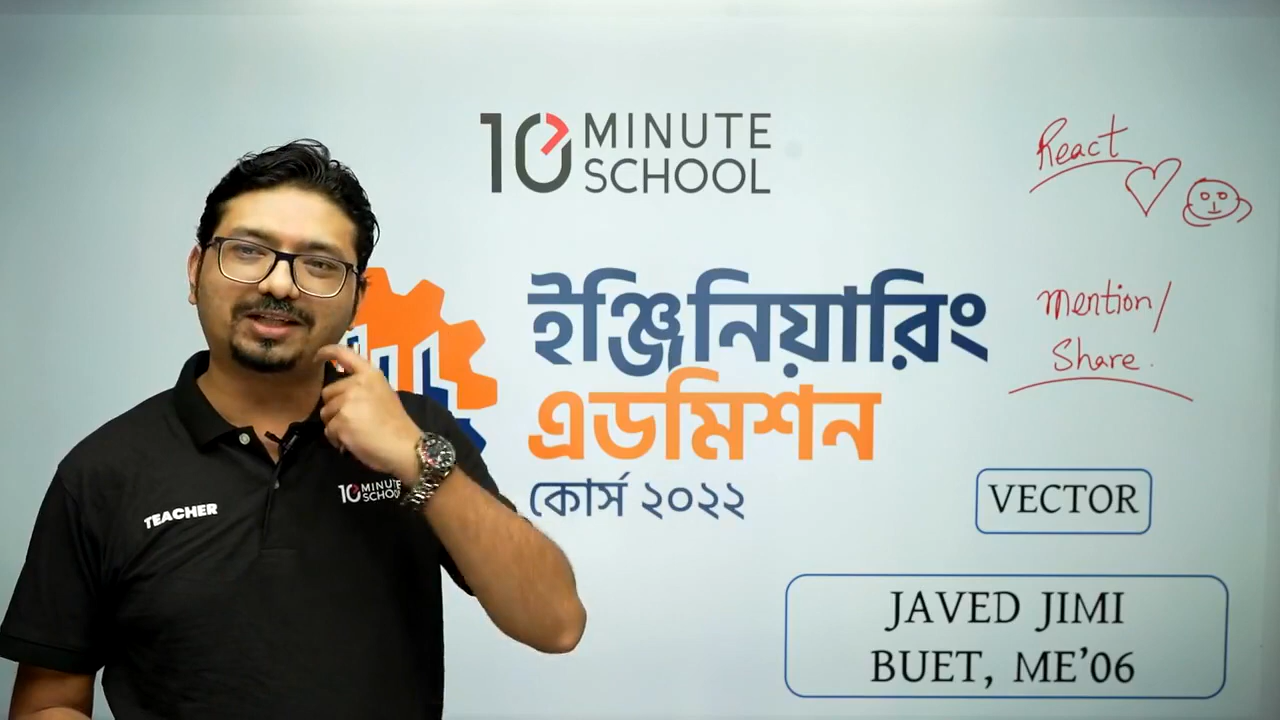 10 MINUTE
SCHOOL
React
ইঞ্জিনিয়ারিং
এডমিশন
কোর্স ২০২২
mention/
Share.
VECTOR
JAVED JIMI
BUET, ME'06
TEACHER
10 MINUTE
SCHOOL